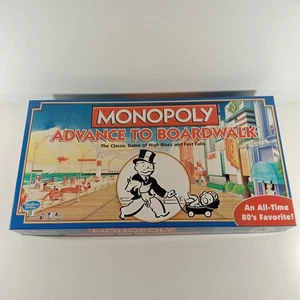 MONOPOLY
ADVANCE TO BOARDWALK
The Classic Game of High Rises and Fast Falls
An All-Time
80's Favorite!